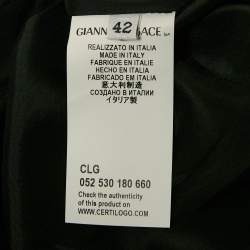 GIANN 42 ACE
REALIZZATO IN ITALIA
MADE IN ITALY
FABRIQUE EN ITALIE
HECHO EN ITALIA
FABRICADO EM ITALIA
意大利制造
СОЗДАНО В ИТАЛИИ
イタリア製
CLG
052 530 180 660
Check the authenticity
of this product on
WWW.CERTILOGO.COM